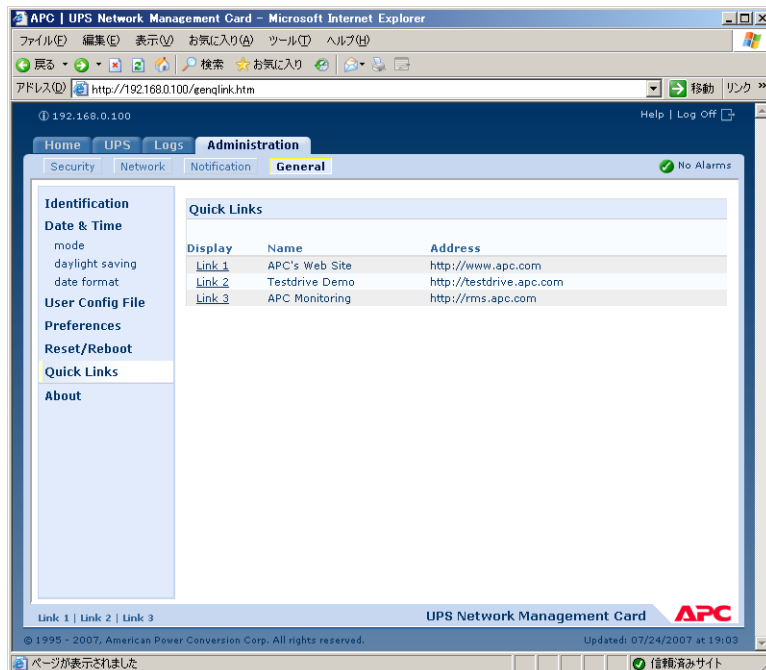 APC | UPS Network Management Card - Microsoft Internet Explorer
ファイル(F) 編集(E) 表示(V) お気に入り(A) ツール(T) ヘルプ(H)
戻る 検索 お気に入り
アドレス(D) http://192.168.0.100/genqlink.htm 移動 リンク »
192.168.0.100 Help | Log Off
Home UPS Logs Administration
Security Network Notification General No Alarms
Identification
Date & Time
mode
daylight saving
date format
User Config File
Preferences
Reset/Reboot
Quick Links
About
Quick Links
Display Name Address
Link 1 APC's Web Site http://www.apc.com
Link 2 Testdrive Demo http://testdrive.apc.com
Link 3 APC Monitoring http://rms.apc.com
Link 1 | Link 2 | Link 3 UPS Network Management Card APC
© 1995 - 2007, American Power Conversion Corp. All rights reserved. Updated: 07/24/2007 at 19:03
ページが表示されました 信頼済みサイト